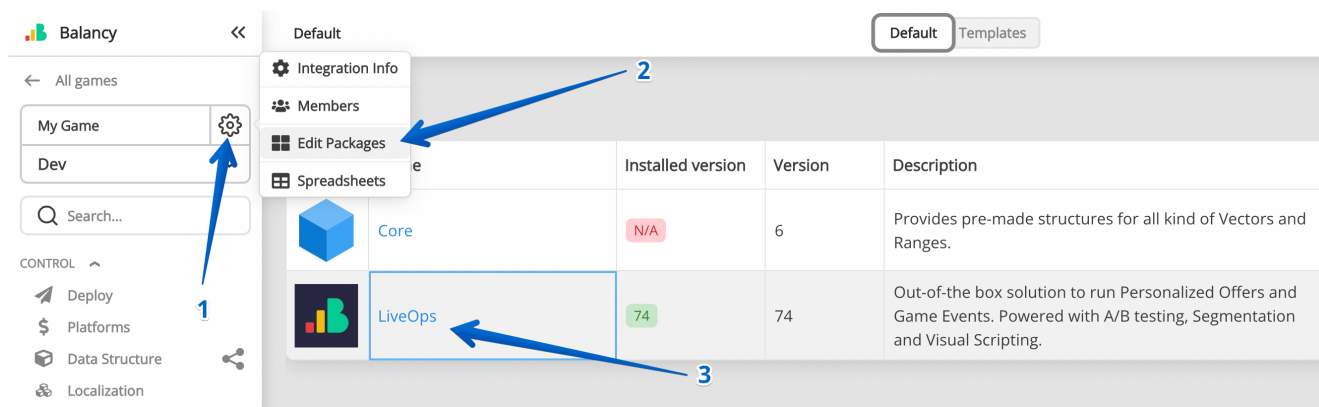 Balancy
Default
Default
Templates
All games
My Game
Dev
Search...
CONTROL
Deploy
Platforms
Data Structure
Localization
Integration Info
Members
Edit Packages
Spreadsheets
1
2
3
e
Installed version
Version
Description
Core
N/A
6
Provides pre-made structures for all kind of Vectors and
Ranges.
LiveOps
74
74
Out-of-the box solution to run Personalized Offers and
Game Events. Powered with A/B testing, Segmentation
and Visual Scripting.